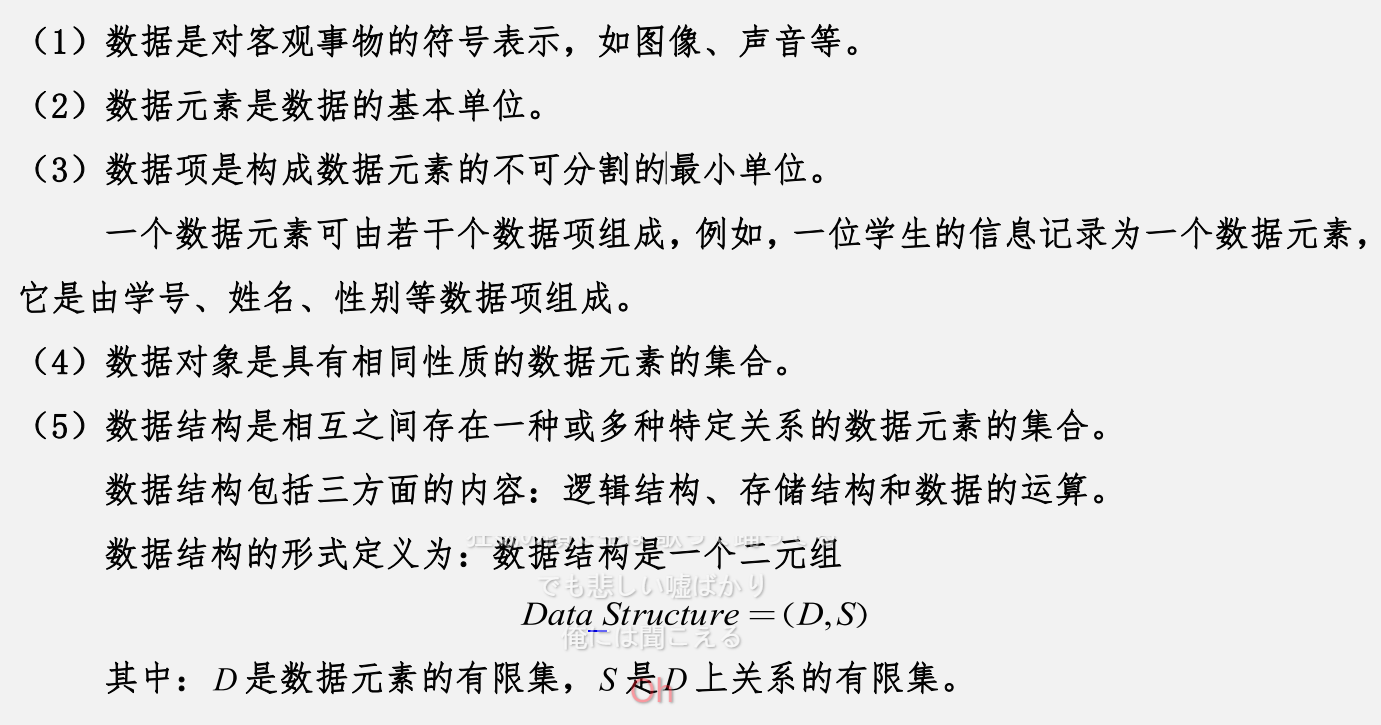 （1）数据是对客观事物的符号表示，如图像、声音等。
（2）数据元素是数据的基本单位。
（3）数据项是构成数据元素的不可分割的最小单位。
一个数据元素可由若干个数据项组成，例如，一位学生的信息记录为一个数据元素，
它是由学号、姓名、性别等数据项组成。
（4）数据对象是具有相同性质的数据元素的集合。
（5）数据结构是相互之间存在一种或多种特定关系的数据元素的集合。
数据结构包括三方面的内容：逻辑结构、存储结构和数据的运算。
数据结构的形式定义为：数据结构是一个二元组
でも悲しい嘘ばかり
Data_Structure＝(D,S)
俺には聞こえる
其中：D 是数据元素的有限集，S 是 D 上关系的有限集。
Oh